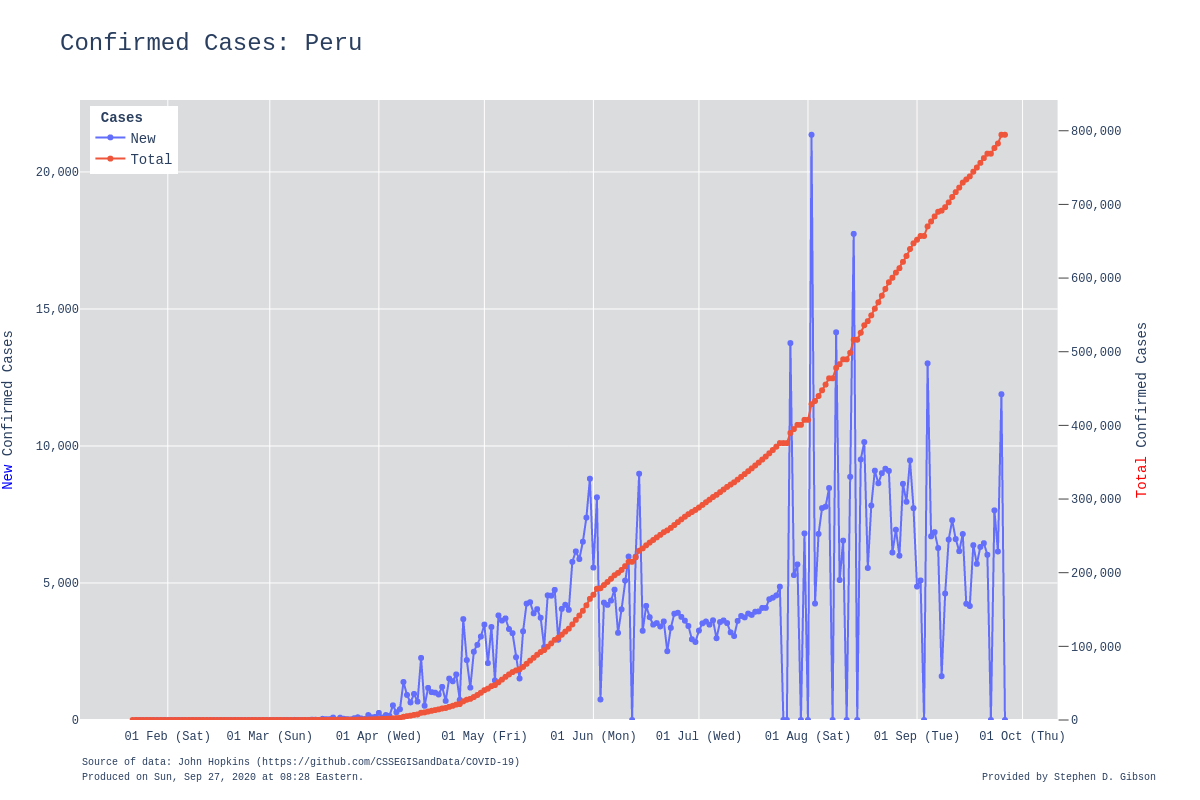 Confirmed Cases: Peru
Cases
New
Total
20,000
15,000
10,000
5,000
0
800,000
700,000
600,000
500,000
400,000
300,000
200,000
100,000
0
New Confirmed Cases
Total Confirmed Cases
01 Feb (Sat) 01 Mar (Sun) 01 Apr (Wed) 01 May (Fri) 01 Jun (Mon) 01 Jul (Wed) 01 Aug (Sat) 01 Sep (Tue) 01 Oct (Thu)
Source of data: John Hopkins (https://github.com/CSSEGISandData/COVID-19)
Produced on Sun, Sep 27, 2020 at 08:28 Eastern.
Provided by Stephen D. Gibson